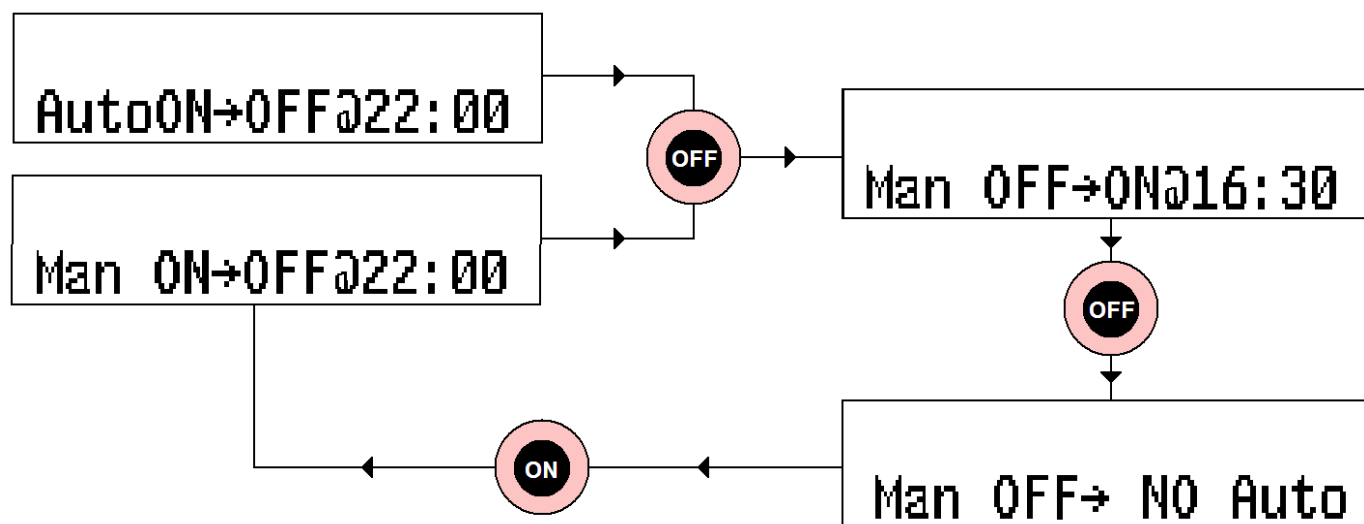 AutoON→OFF@22:00
OFF
Man OFF→ON@16:30
Man ON→OFF@22:00
OFF
ON
Man OFF→ NO Auto